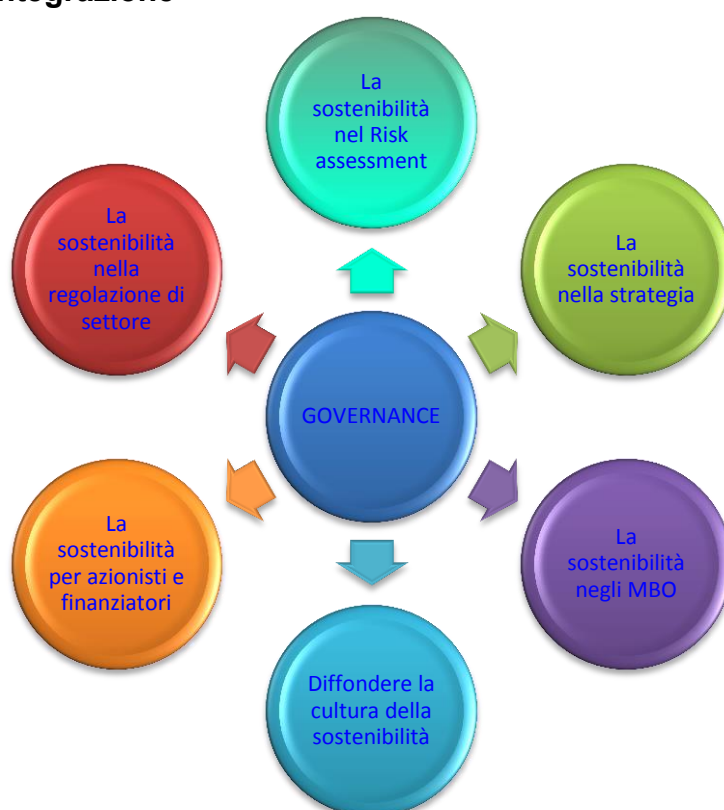 ntegrazione
La
sostenibilità
nel Risk
assessment
La
sostenibilità
nella
regolazione di
settore
La
sostenibilità
nella strategia
GOVERNANCE
La
sostenibilità
per azionisti e
finanziatori
La
sostenibilità
negli MBO
Diffondere la
cultura della
sostenibilità